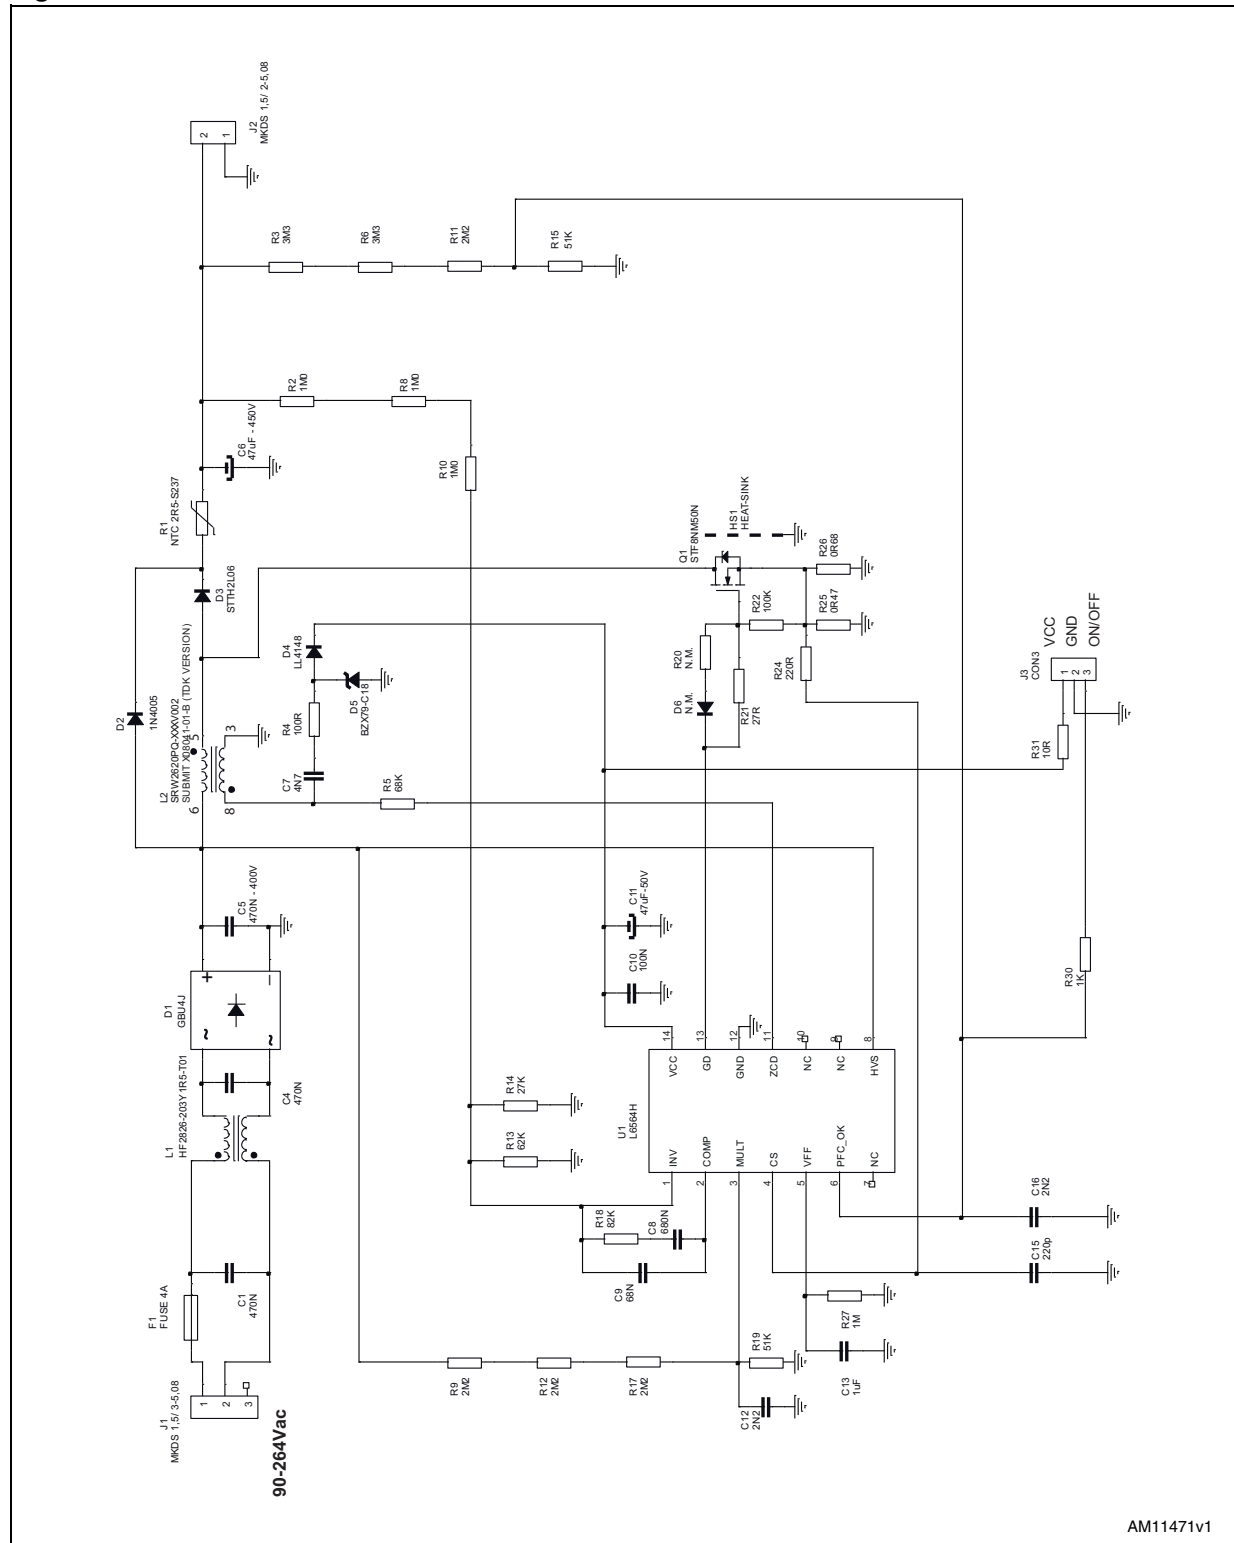 J2
MKDS 1,5/ 2-5,08
2
1
R3
3M3
R6
3M3
R11
2M2
R15
51K
R2
1M0
R8
1M0
C6
47uF - 450V
R10
1M0
R1
NTC 2R5-S237
D3
STTH2L06
D2
1N4005
L2
SRW2620PQ-XXXV002
SUBMIT X08041-01-B (TDK VERSION)
5
3
6
8
D4
LL4148
D5
BZX79-C18
R4
100R
C7
4N7
R5
68K
Q1
STF8NM50N
HS1
HEAT-SINK
R26
0R68
R25
0R47
R22
100K
R24
220R
R20
N.M.
D6
N.M.
R21
27R
J3
CON3
1
2
3
VCC
GND
ON/OFF
R31
10R
R30
1K
C5
470N - 400V
D1
GBU4J
+
–
~
~
C4
470N
L1
HF2826-203Y1R5-T01
C1
470N
F1
FUSE 4A
J1
MKDS 1,5/ 3-5,08
1
2
3
90-264Vac
C11
47uF-50V
C10
100N
R14
27K
R13
62K
U1
L6564H
14
VCC
13
GD
12
GND
11
ZCD
10
NC
9
NC
8
HVS
INV
1
COMP
2
MULT
3
CS
4
VFF
5
PFC_OK
6
NC
7
R18
82K
C8
680N
C9
68N
R9
2M2
R12
2M2
R17
2M2
R19
51K
C12
2N2
C13
1uF
R27
1M
C15
220p
C16
2N2
AM11471v1